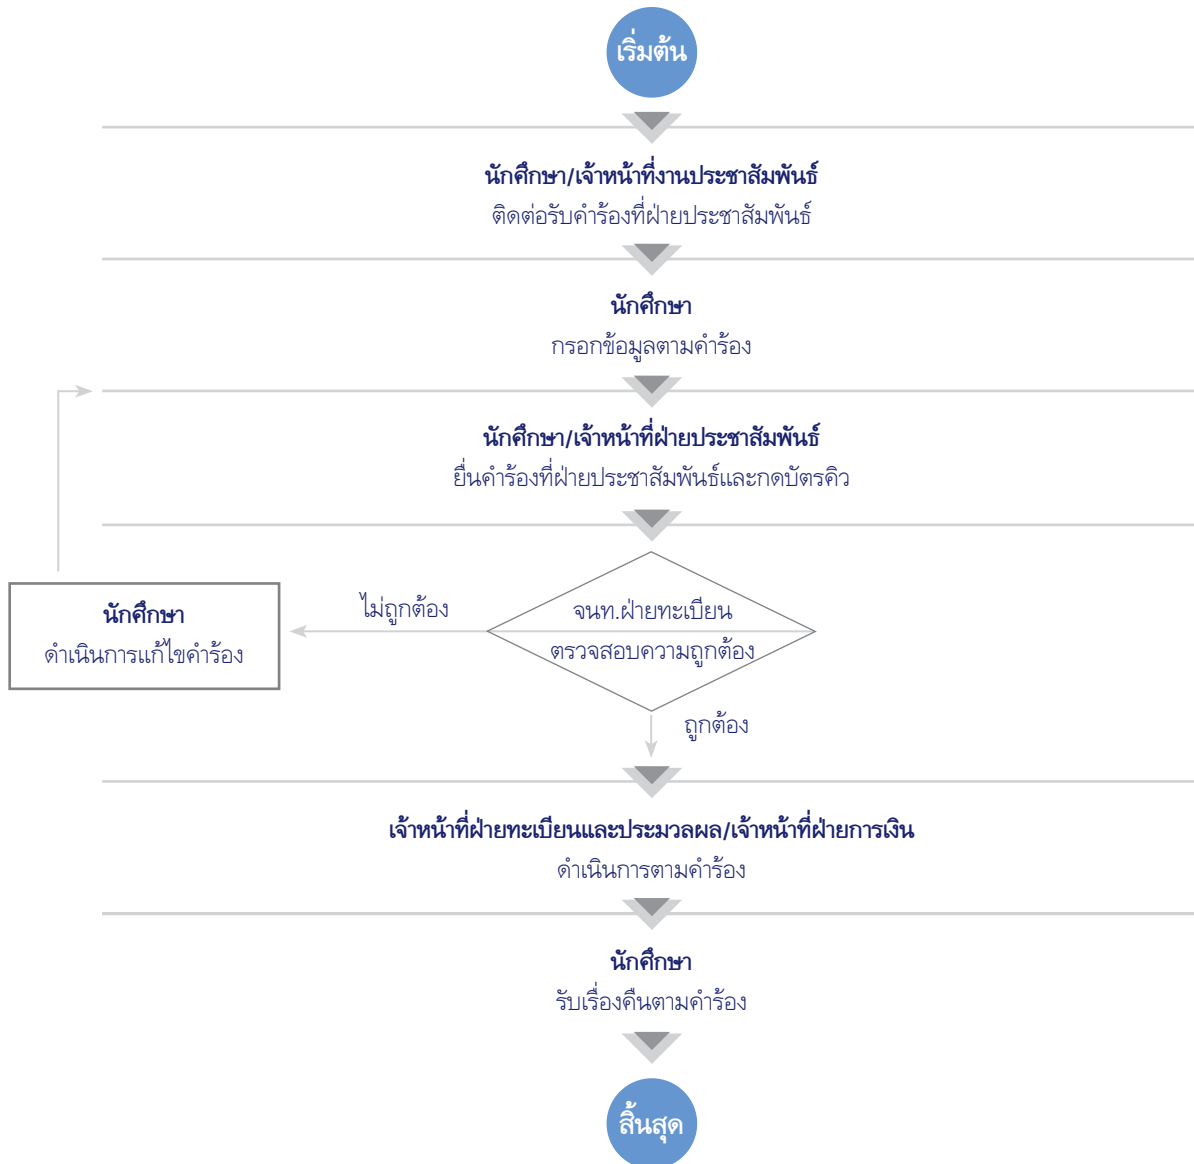 เริ่มต้น
นักศึกษา/เจ้าหน้าที่งานประชาสัมพันธ์
ติดต่อรับคำร้องที่ฝ่ายประชาสัมพันธ์
นักศึกษา
กรอกข้อมูลตามคำร้อง
นักศึกษา/เจ้าหน้าที่ฝ่ายประชาสัมพันธ์
ยื่นคำร้องที่ฝ่ายประชาสัมพันธ์และกดบัตรคิว
จนท.ฝ่ายทะเบียน
ตรวจสอบความถูกต้อง
ไม่ถูกต้อง
นักศึกษา
ดำเนินการแก้ไขคำร้อง
ถูกต้อง
เจ้าหน้าที่ฝ่ายทะเบียนและประมวลผล/เจ้าหน้าที่ฝ่ายการเงิน
ดำเนินการตามคำร้อง
นักศึกษา
รับเรื่องคืนตามคำร้อง
สิ้นสุด